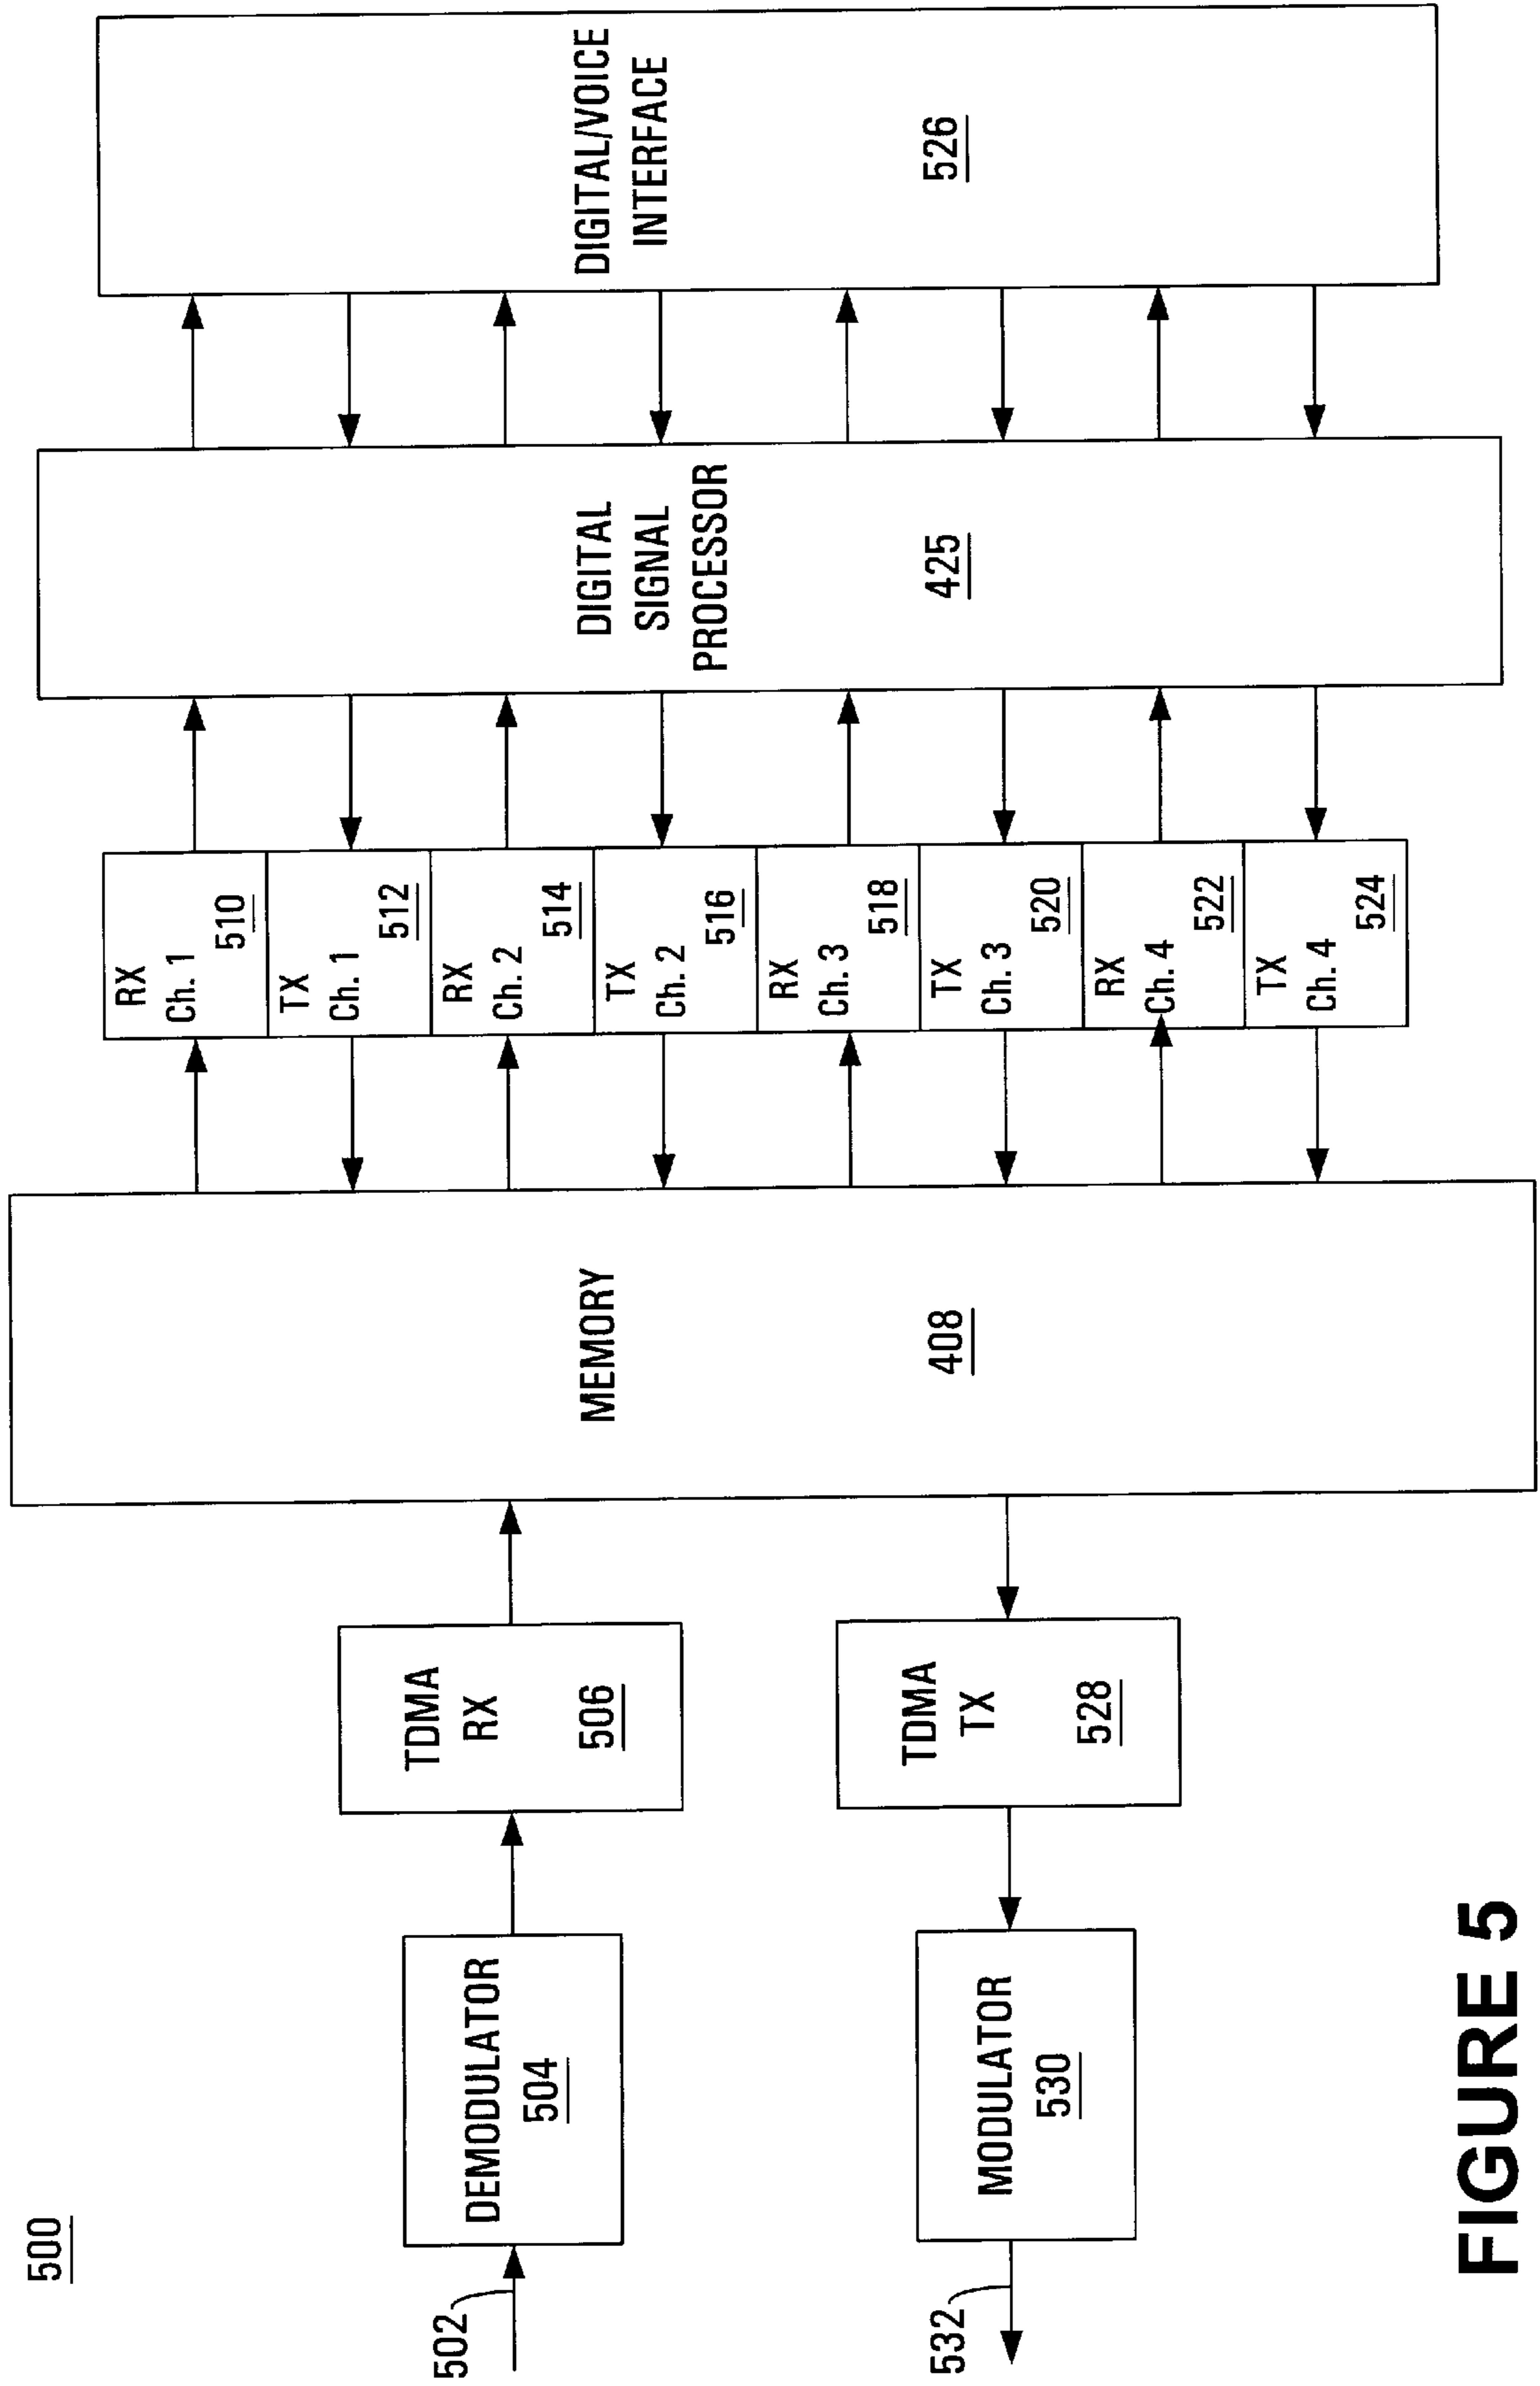 500
502
DEMODULATOR
504
TDMA
RX
506
532
MODULATOR
530
TDMA
TX
528
MEMORY
408
RX
Ch. 1
510
TX
Ch. 1
512
RX
Ch. 2
514
TX
Ch. 2
516
RX
Ch. 3
518
TX
Ch. 3
520
RX
Ch. 4
522
TX
Ch. 4
524
DIGITAL
SIGNAL
PROCESSOR
425
DIGITAL/VOICE
INTERFACE
526
FIGURE 5